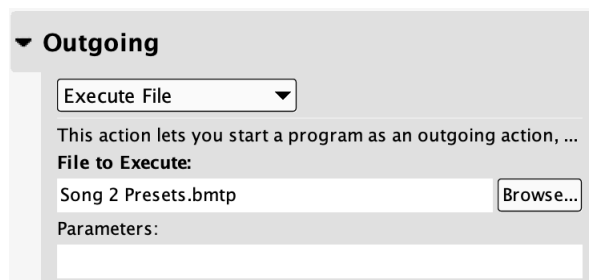 Outgoing
Execute File
This action lets you start a program as an outgoing action, ...
File to Execute:
Song 2 Presets.bmtp
Browse...
Parameters: